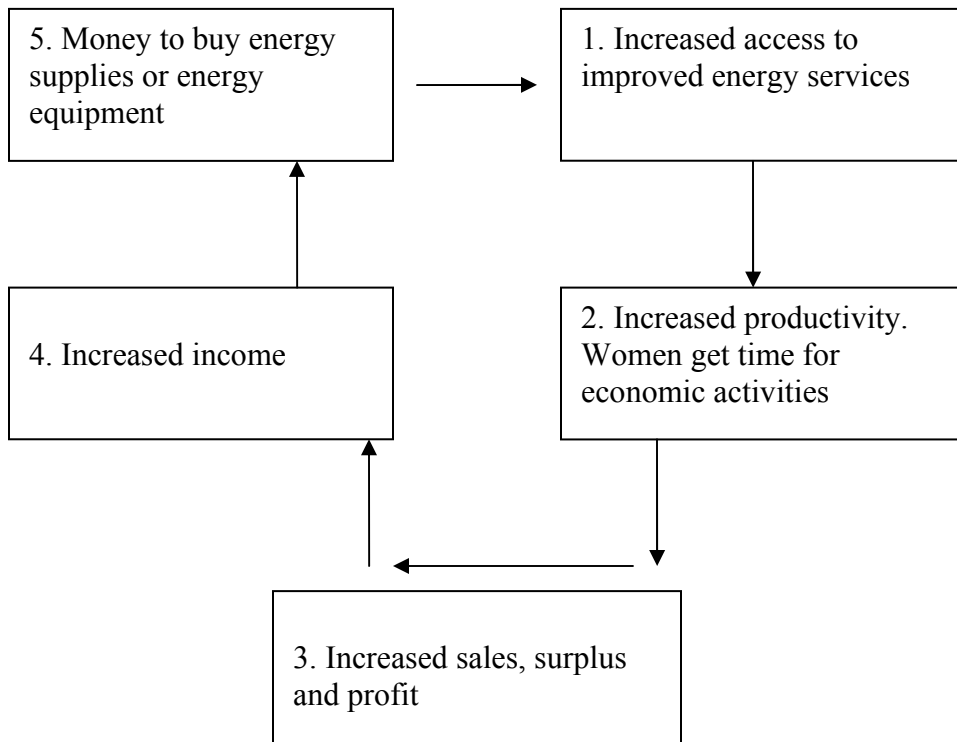 5. Money to buy energy
supplies or energy
equipment
1. Increased access to
improved energy services
4. Increased income
2. Increased productivity.
Women get time for
economic activities
3. Increased sales, surplus
and profit